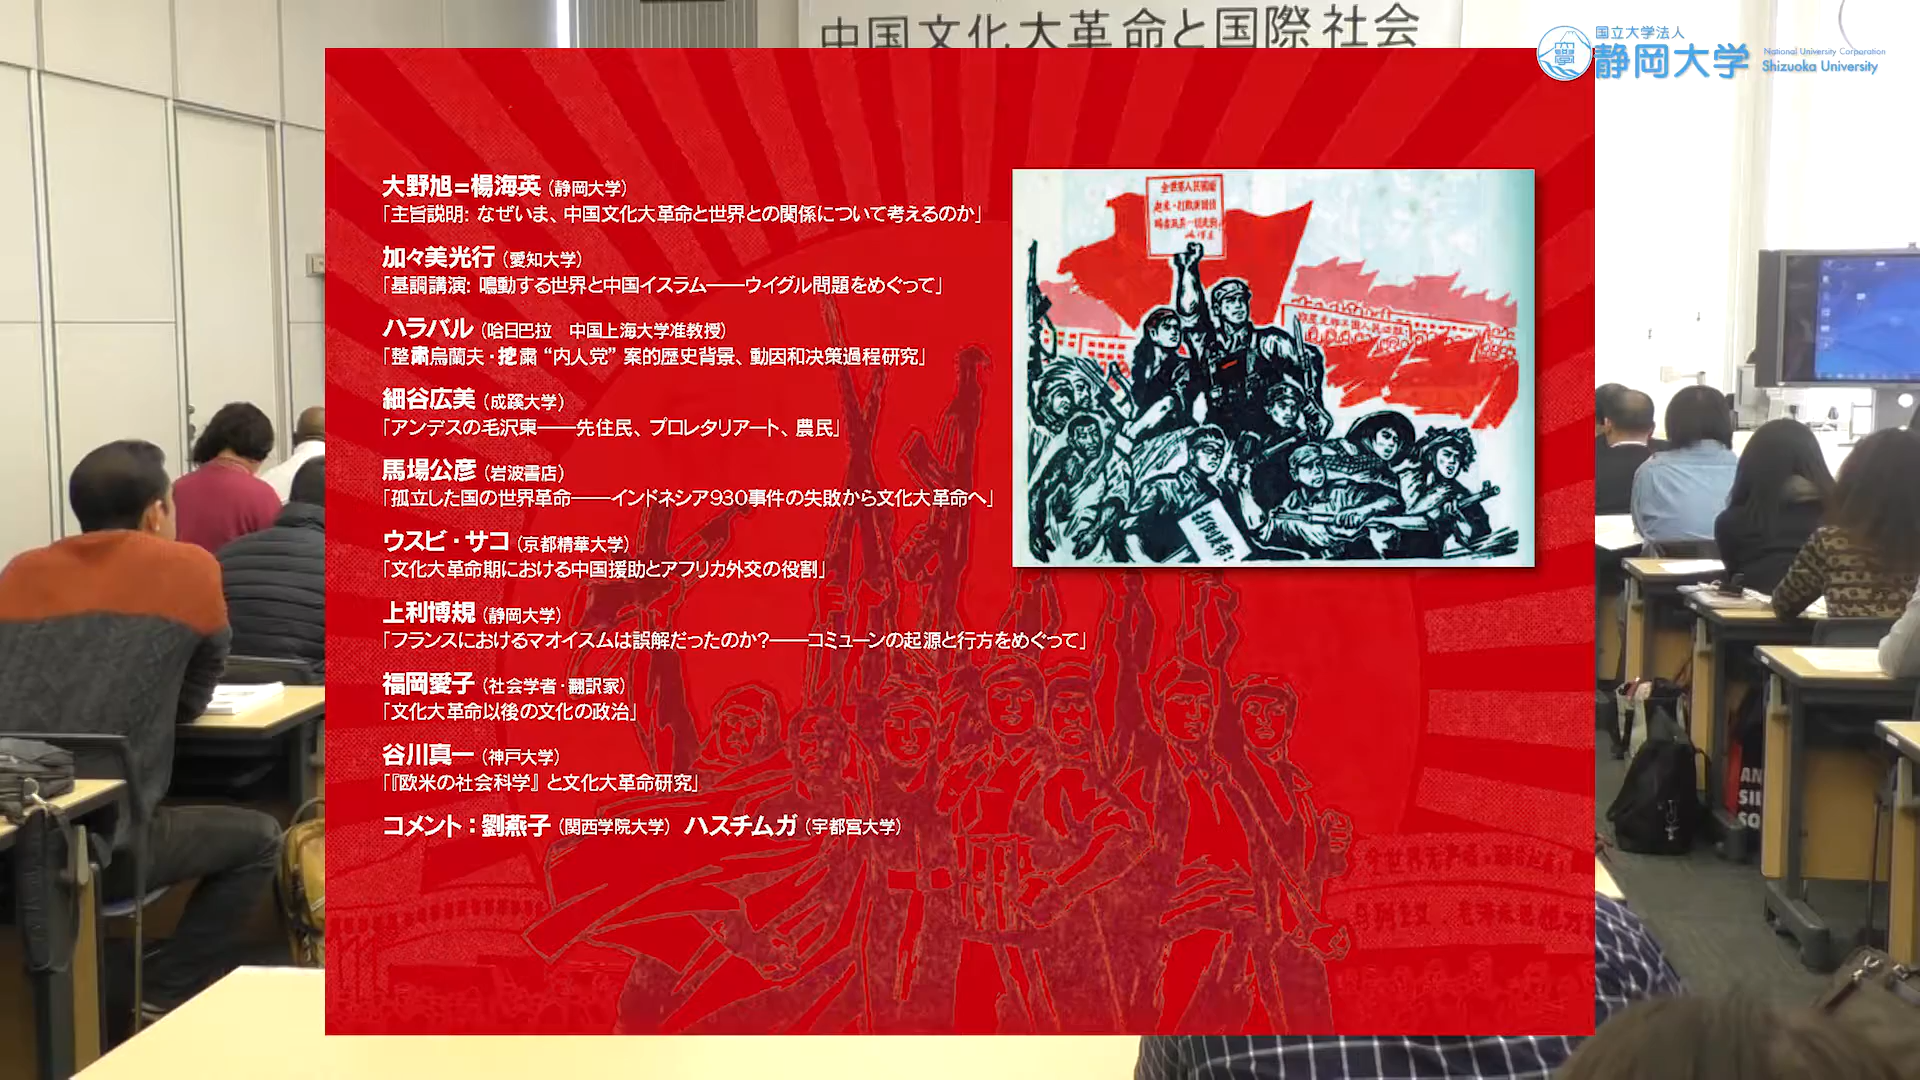 中国文化大革命と国際社会
国立大学法人
静岡大学
National University Corporation
Shizuoka University
大野旭=楊海英（静岡大学）
「主旨説明: なぜいま、中国文化大革命と世界との関係について考えるのか」
加々美光行（愛知大学）
「基調講演: 鳴動する世界と中国イスラム――ウイグル問題をめぐって」
ハラバル（哈日巴拉　中国上海大学准教授）
「整粛烏蘭夫・挖粛 “内人党” 案的歴史背景、動因和决策過程研究」
細谷広美（成蹊大学）
「アンデスの毛沢東――先住民、プロレタリアート、農民」
馬場公彦（岩波書店）
「孤立した国の世界革命――インドネシア930事件の失敗から文化大革命へ」
ウスビ・サコ（京都精華大学）
「文化大革命期における中国援助とアフリカ外交の役割」
上利博規（静岡大学）
「フランスにおけるマオイスムは誤解だったのか?――コミューンの起源と行方をめぐって」
福岡愛子（社会学者・翻訳家）
「文化大革命以後の文化の政治」
谷川真一（神戸大学）
「『欧米の社会科学』と文化大革命研究」
コメント：劉燕子（関西学院大学） ハスチムガ（宇都宮大学）